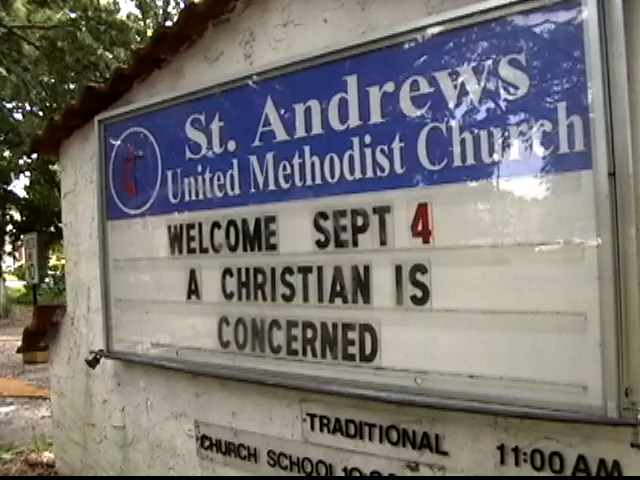 St. Andrews
United Methodist Church
WELCOME SEPT 4
A CHRISTIAN IS
CONCERNED
TRADITIONAL 11:00 AM
CHURCH SCHOOL